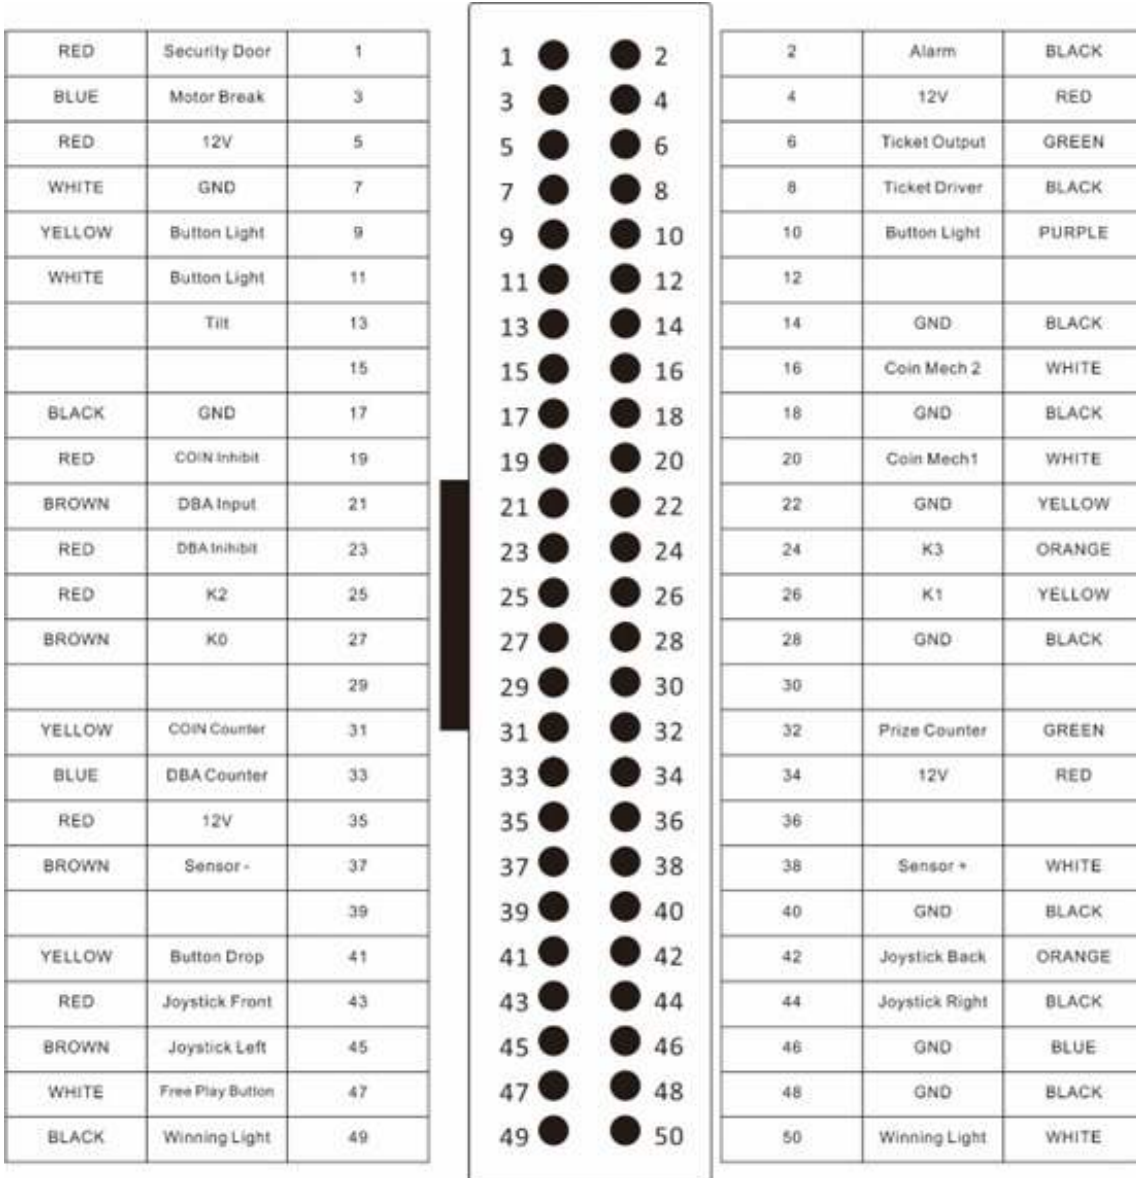 RED Security Door 1 1 2 2 Alarm BLACK
BLUE Motor Break 3 3 4 4 12V RED
RED 12V 5 5 6 6 Ticket Output GREEN
WHITE GND 7 7 8 8 Ticket Driver BLACK
YELLOW Button Light 9 9 10 10 Button Light PURPLE
WHITE Button Light 11 11 12 12
Tilt 13 13 14 14 GND BLACK
15 15 16 16 Coin Mech 2 WHITE
BLACK GND 17 17 18 18 GND BLACK
RED COIN Inhibit 19 19 20 20 Coin Mech1 WHITE
BROWN DBA Input 21 21 22 22 GND YELLOW
RED DBA Inihibit 23 23 24 24 K3 ORANGE
RED K2 25 25 26 26 K1 YELLOW
BROWN K0 27 27 28 28 GND BLACK
29 29 30 30
YELLOW COIN Counter 31 31 32 32 Prize Counter GREEN
BLUE DBA Counter 33 33 34 34 12V RED
RED 12V 35 35 36 36
BROWN Sensor - 37 37 38 38 Sensor + WHITE
39 39 40 40 GND BLACK
YELLOW Button Drop 41 41 42 42 Joystick Back ORANGE
RED Joystick Front 43 43 44 44 Joystick Right BLACK
BROWN Joystick Left 45 45 46 46 GND BLUE
WHITE Free Play Button 47 47 48 48 GND BLACK
BLACK Winning Light 49 49 50 50 Winning Light WHITE